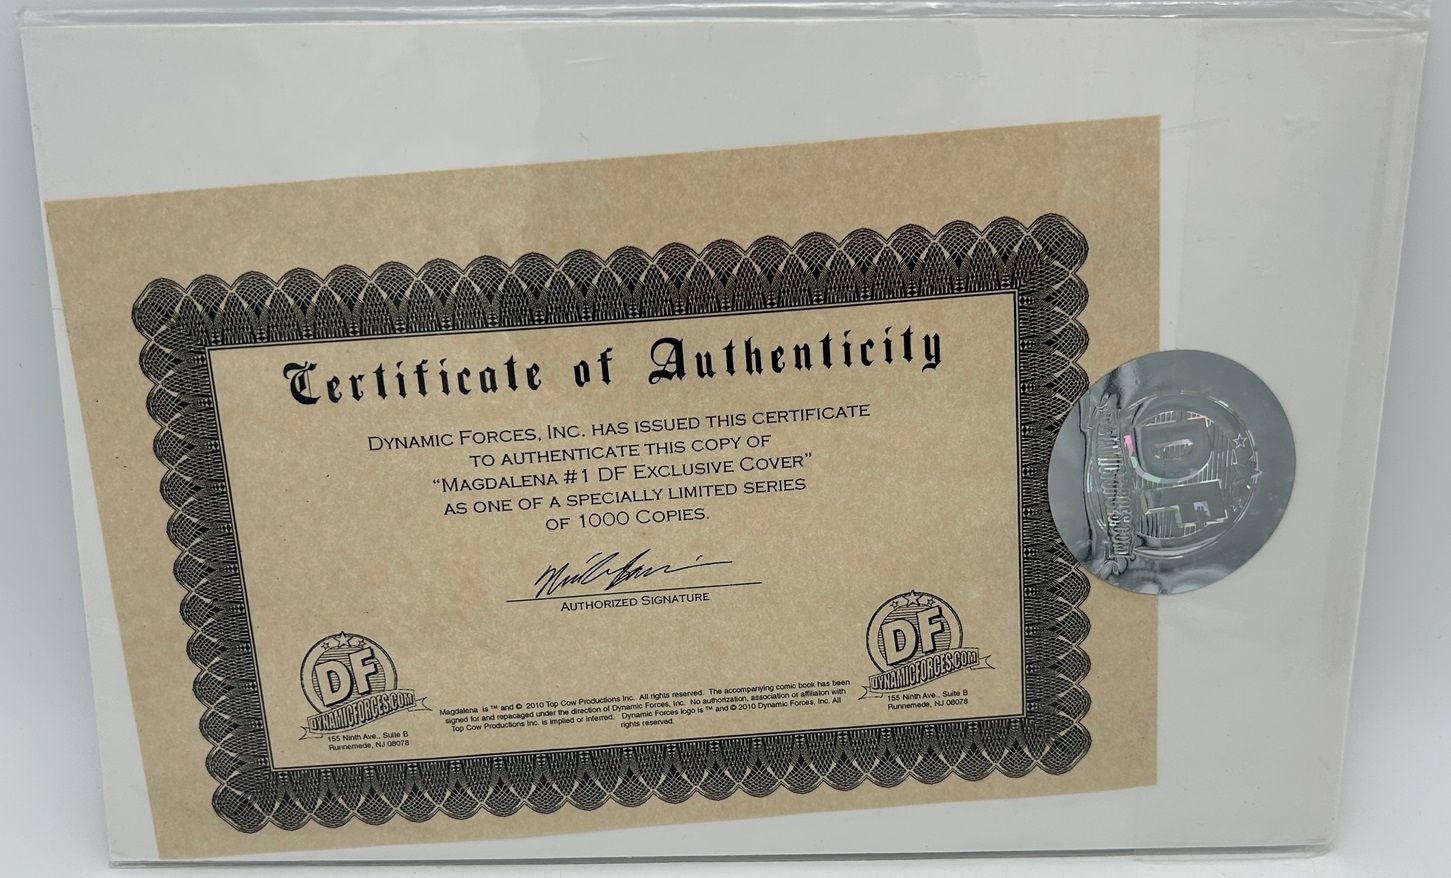 Certificate of Authenticity
DYNAMIC FORCES, INC. HAS ISSUED THIS CERTIFICATE
TO AUTHENTICATE THIS COPY OF
“MAGDALENA #1 DF EXCLUSIVE COVER”
AS ONE OF A SPECIALLY LIMITED SERIES
OF 1000 COPIES.
AUTHORIZED SIGNATURE
DF
DYNAMICFORCES.COM
155 Ninth Ave., Suite B
Runnemede, NJ 08078
Magdalena is ™ and © 2010 Top Cow Productions Inc. All rights reserved. The accompanying comic book has been
signed for and repacaged under the direction of Dynamic Forces, Inc. No authorization, association or affiliaton with
Top Cow Productions Inc. is implied or inferred. Dynamic Forces logo is ™ and © 2010 Dynamic Forces, Inc. All
rights reserved.
DF
DYNAMICFORCES.COM
155 Ninth Ave., Suite B
Runnemede, NJ 08078
DF